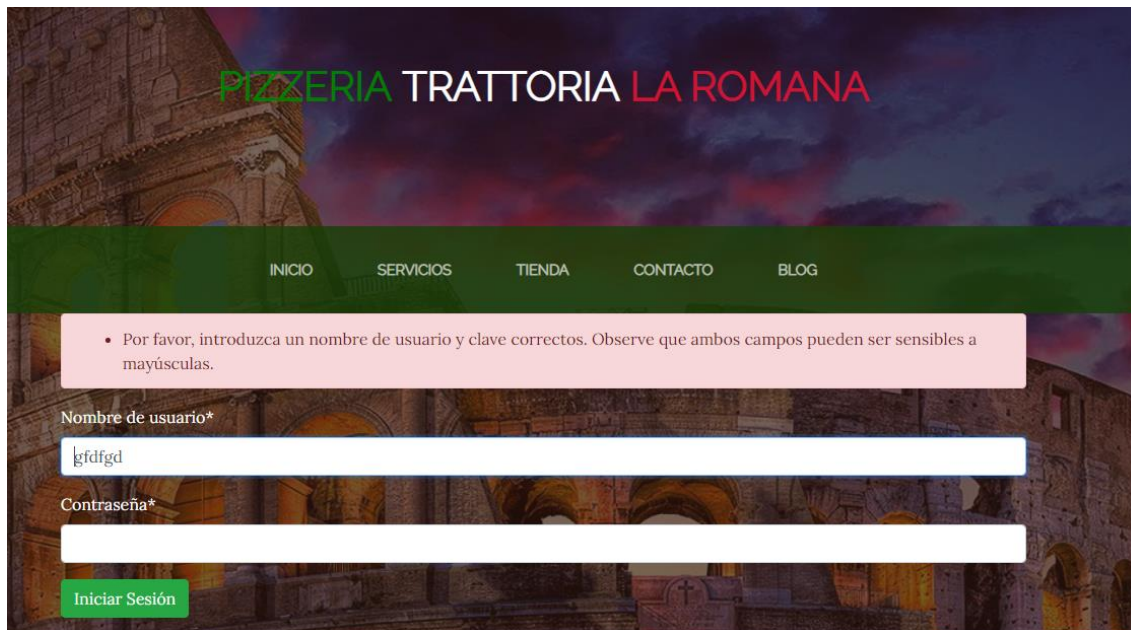 PIZZERIA TRATTORIA LA ROMANA
INICIO SERVICIOS TIENDA CONTACTO BLOG
Por favor, introduzca un nombre de usuario y clave correctos. Observe que ambos campos pueden ser sensibles a
mayúsculas.
Nombre de usuario*
gfdfgd
Contraseña*
Iniciar Sesión